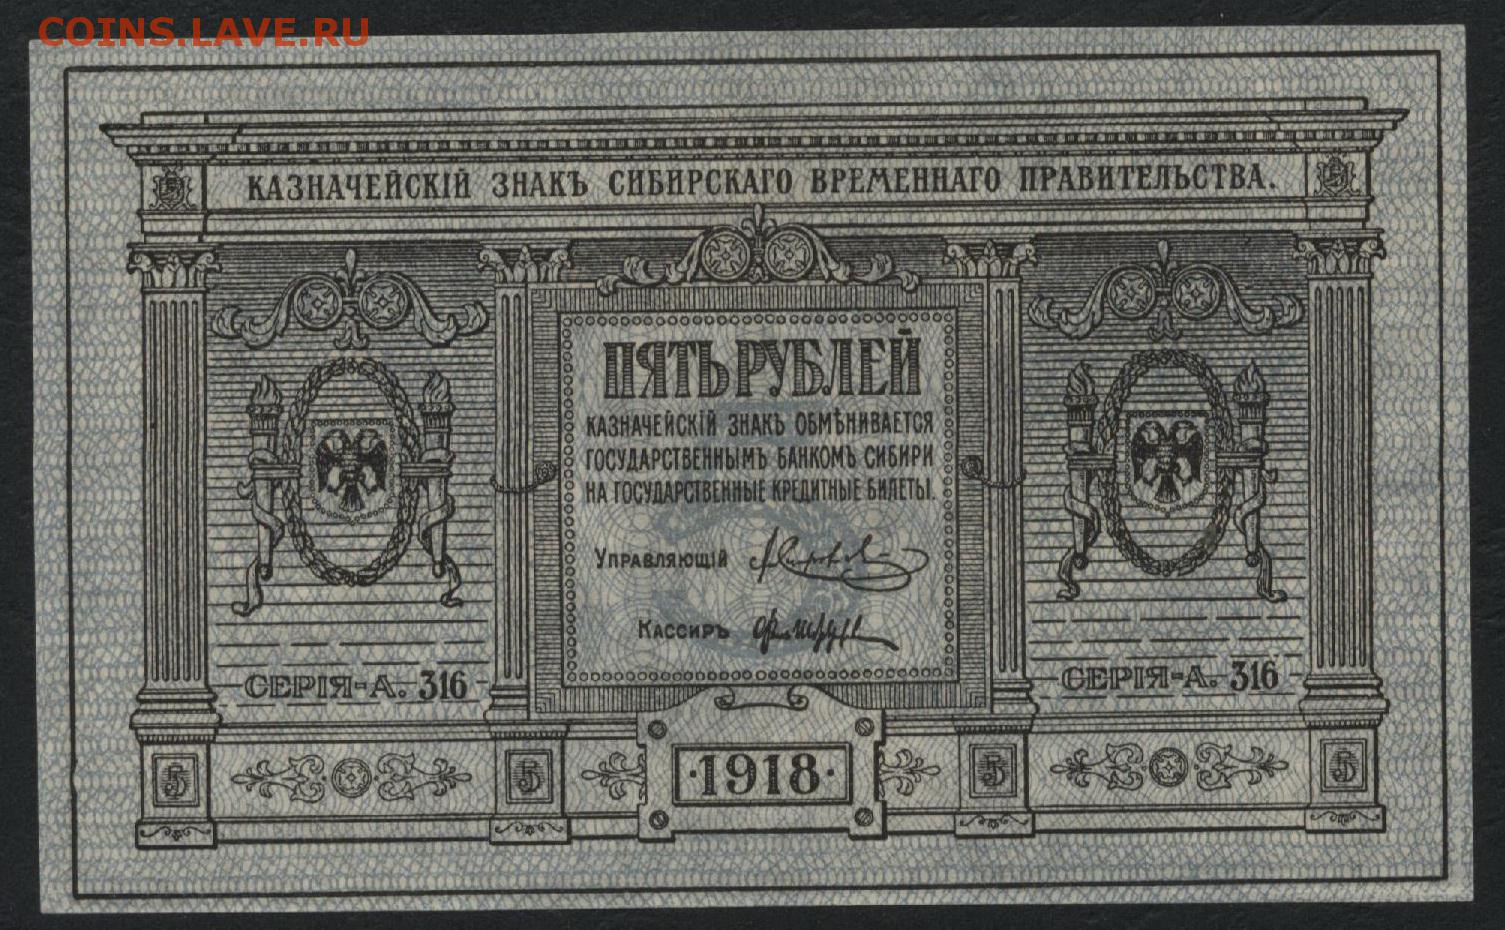 COINS.LAVE.RU
КАЗНАЧЕЙСКІЙ ЗНАКЪ СИБИРСКАГО ВРЕМЕННАГО ПРАВИТЕЛЬСТВА.
ПЯТЬ РУБЛЕЙ
КАЗНАЧЕЙСКІЙ ЗНАКЪ ОБМѢНИВАЕТСЯ
ГОСУДАРСТВЕННЫМЪ БАНКОМЪ СИБИРИ
НА ГОСУДАРСТВЕННЫЕ КРЕДИТНЫЕ БИЛЕТЫ.
УПРАВЛЯЮЩІЙ
КАССИРЪ
СЕРІЯ-А. 316
СЕРІЯ-А. 316
5
5
·1918·
5
5